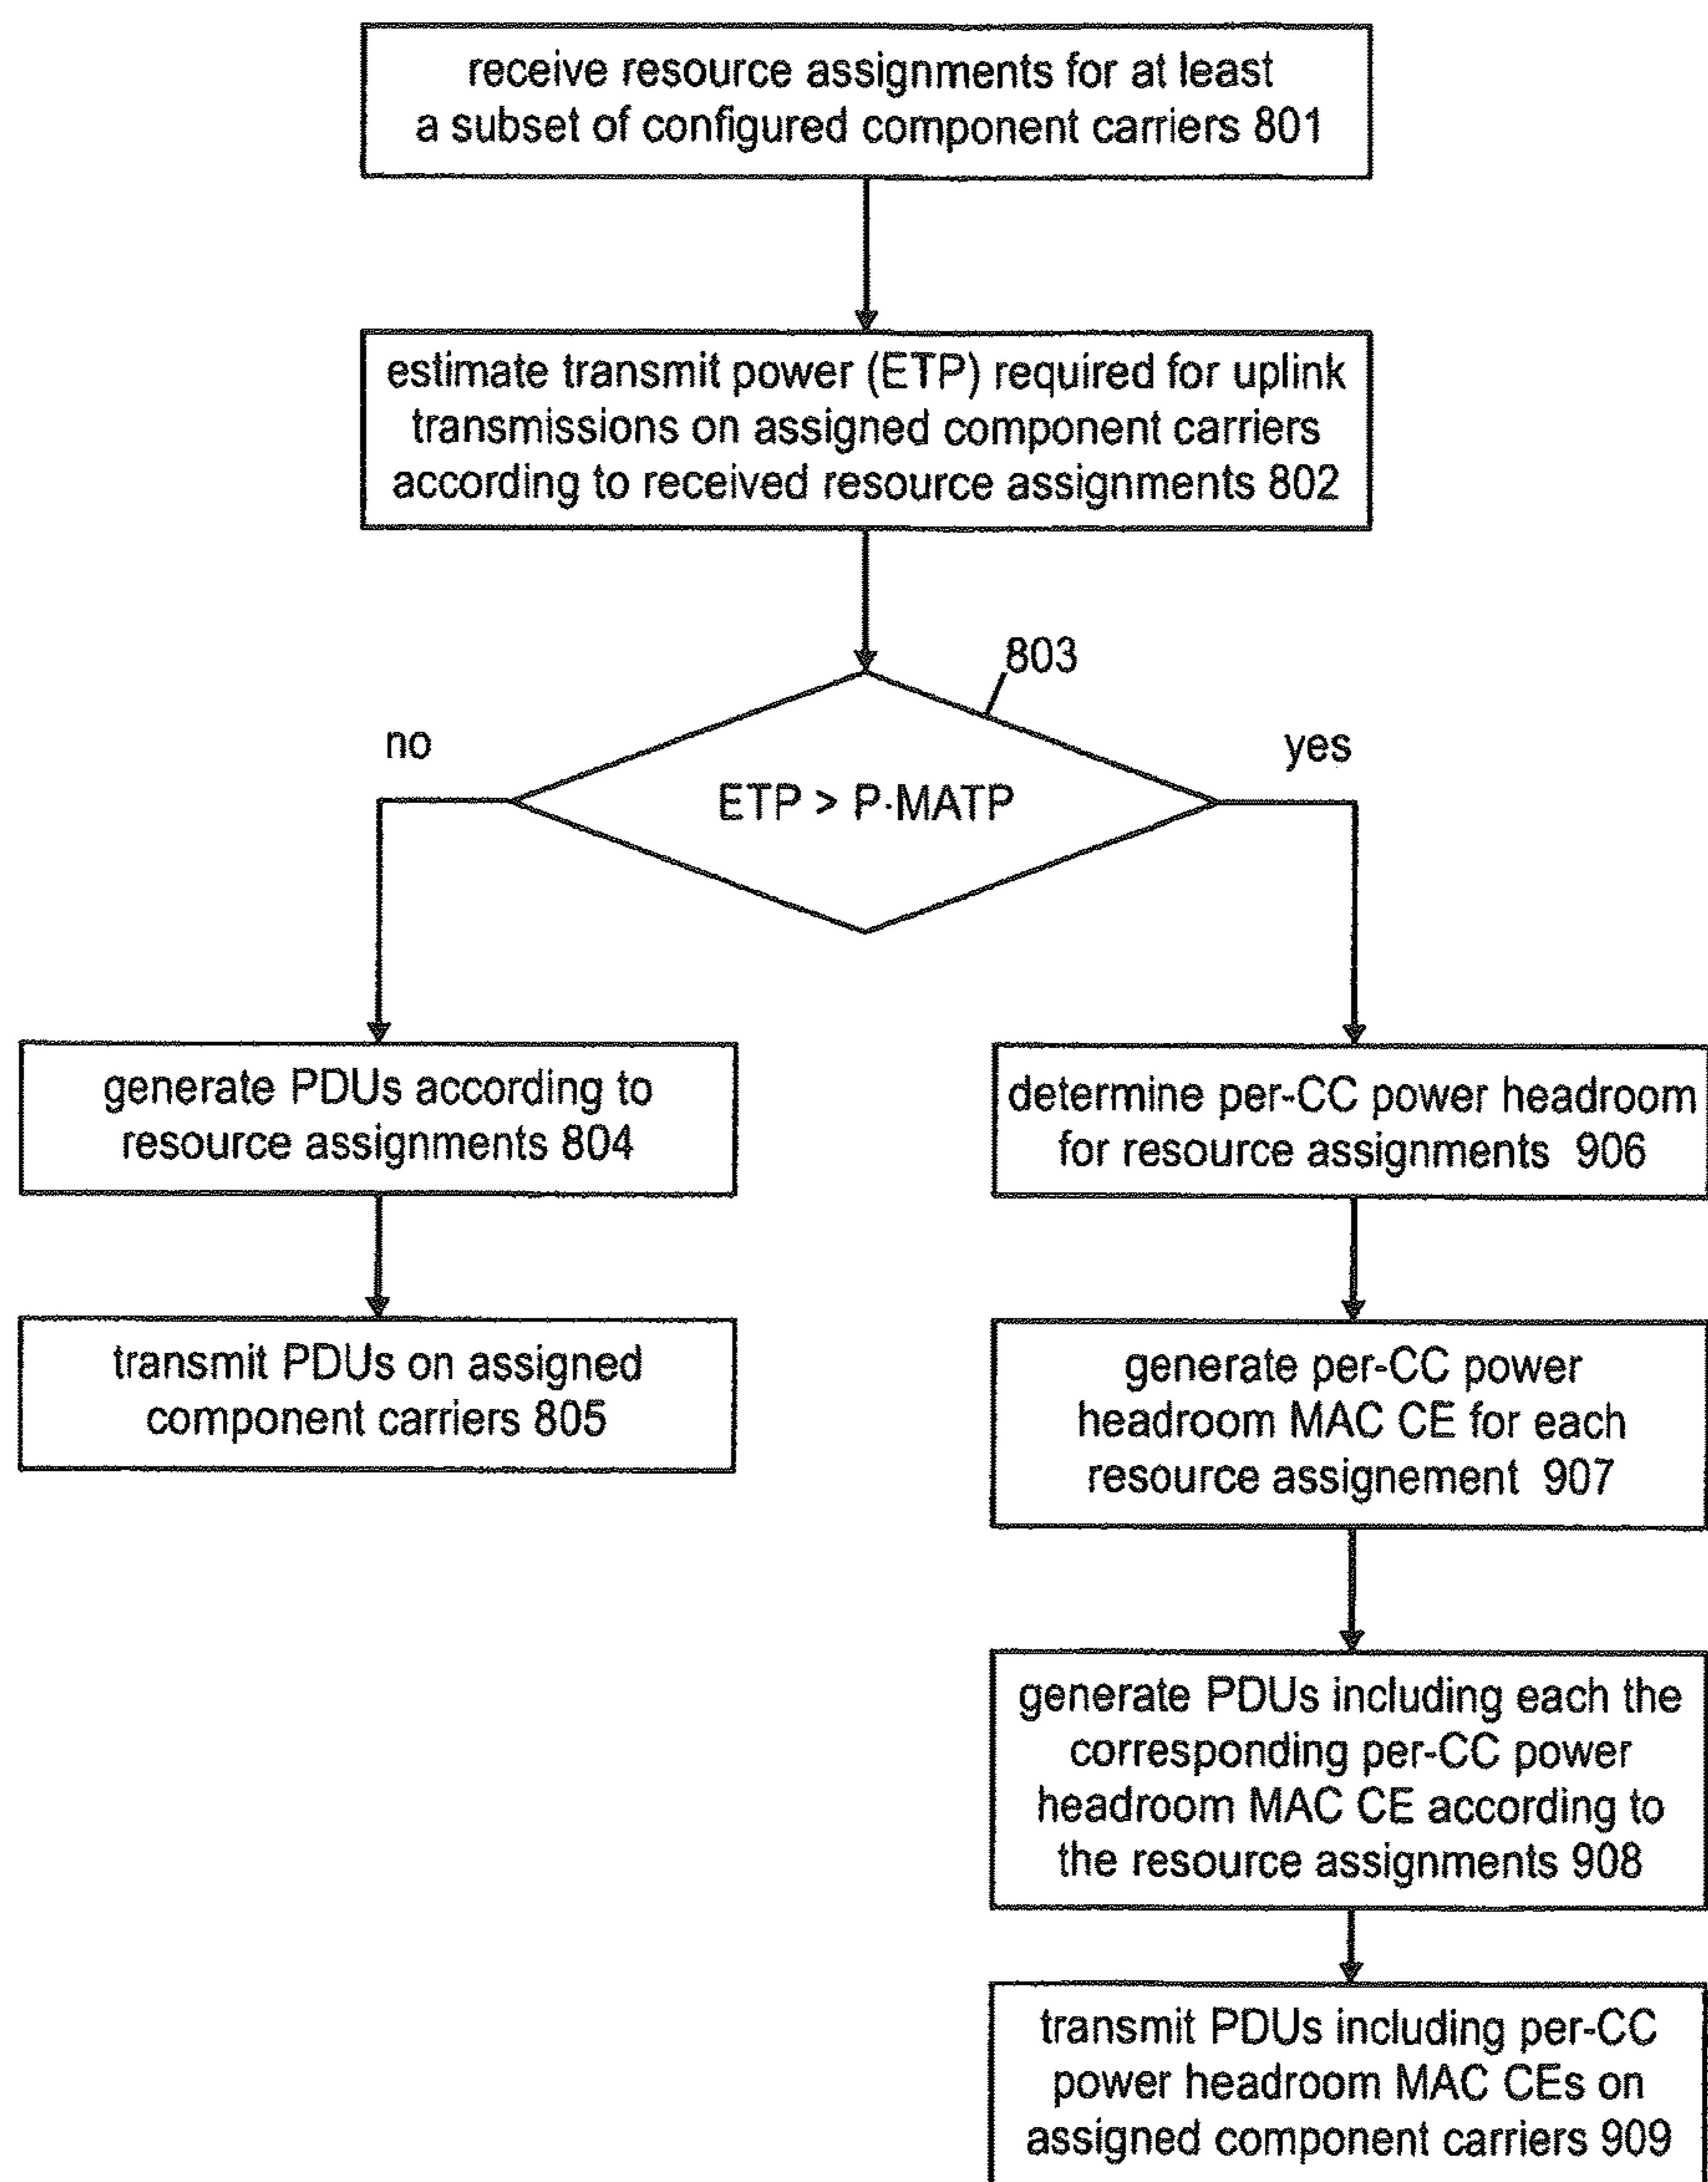 receive resource assignments for at least
a subset of configured component carriers 801
estimate transmit power (ETP) required for uplink
transmissions on assigned component carriers
according to received resource assignments 802
803
no
yes
ETP > P-MATP
generate PDUs according to
resource assignments 804
transmit PDUs on assigned
component carriers 805
determine per-CC power headroom
for resource assignments 906
generate per-CC power
headroom MAC CE for each
resource assignement 907
generate PDUs including each the
corresponding per-CC power
headroom MAC CE according to
the resource assignments 908
transmit PDUs including per-CC
power headroom MAC CEs on
assigned component carriers 909